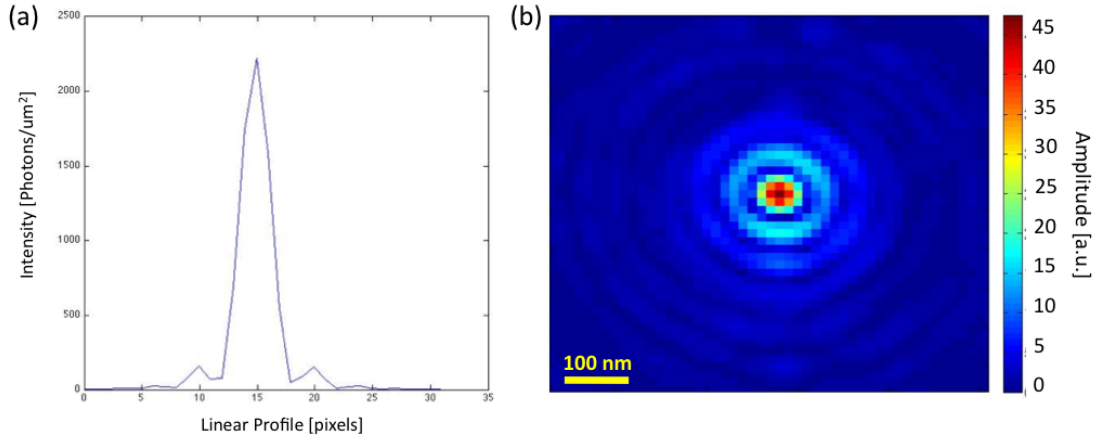 (a)
2500
2000
1500
1000
500
0
Intensity [Photons/um²]
0 5 10 15 20 25 30 35
Linear Profile [pixels]
(b)
100 nm
45
40
35
30
25
20
15
10
5
0
Amplitude [a.u.]